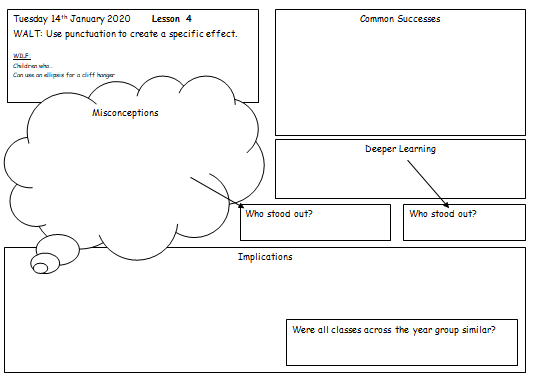 Tuesday 14th January 2020 Lesson 4
WALT: Use punctuation to create a specific effect.
WILF:
Children who...
Can use an ellipsis for a cliff hanger
Common Successes
Misconceptions
Deeper Learning
Who stood out?
Who stood out?
Implications
Were all classes across the year group similar?